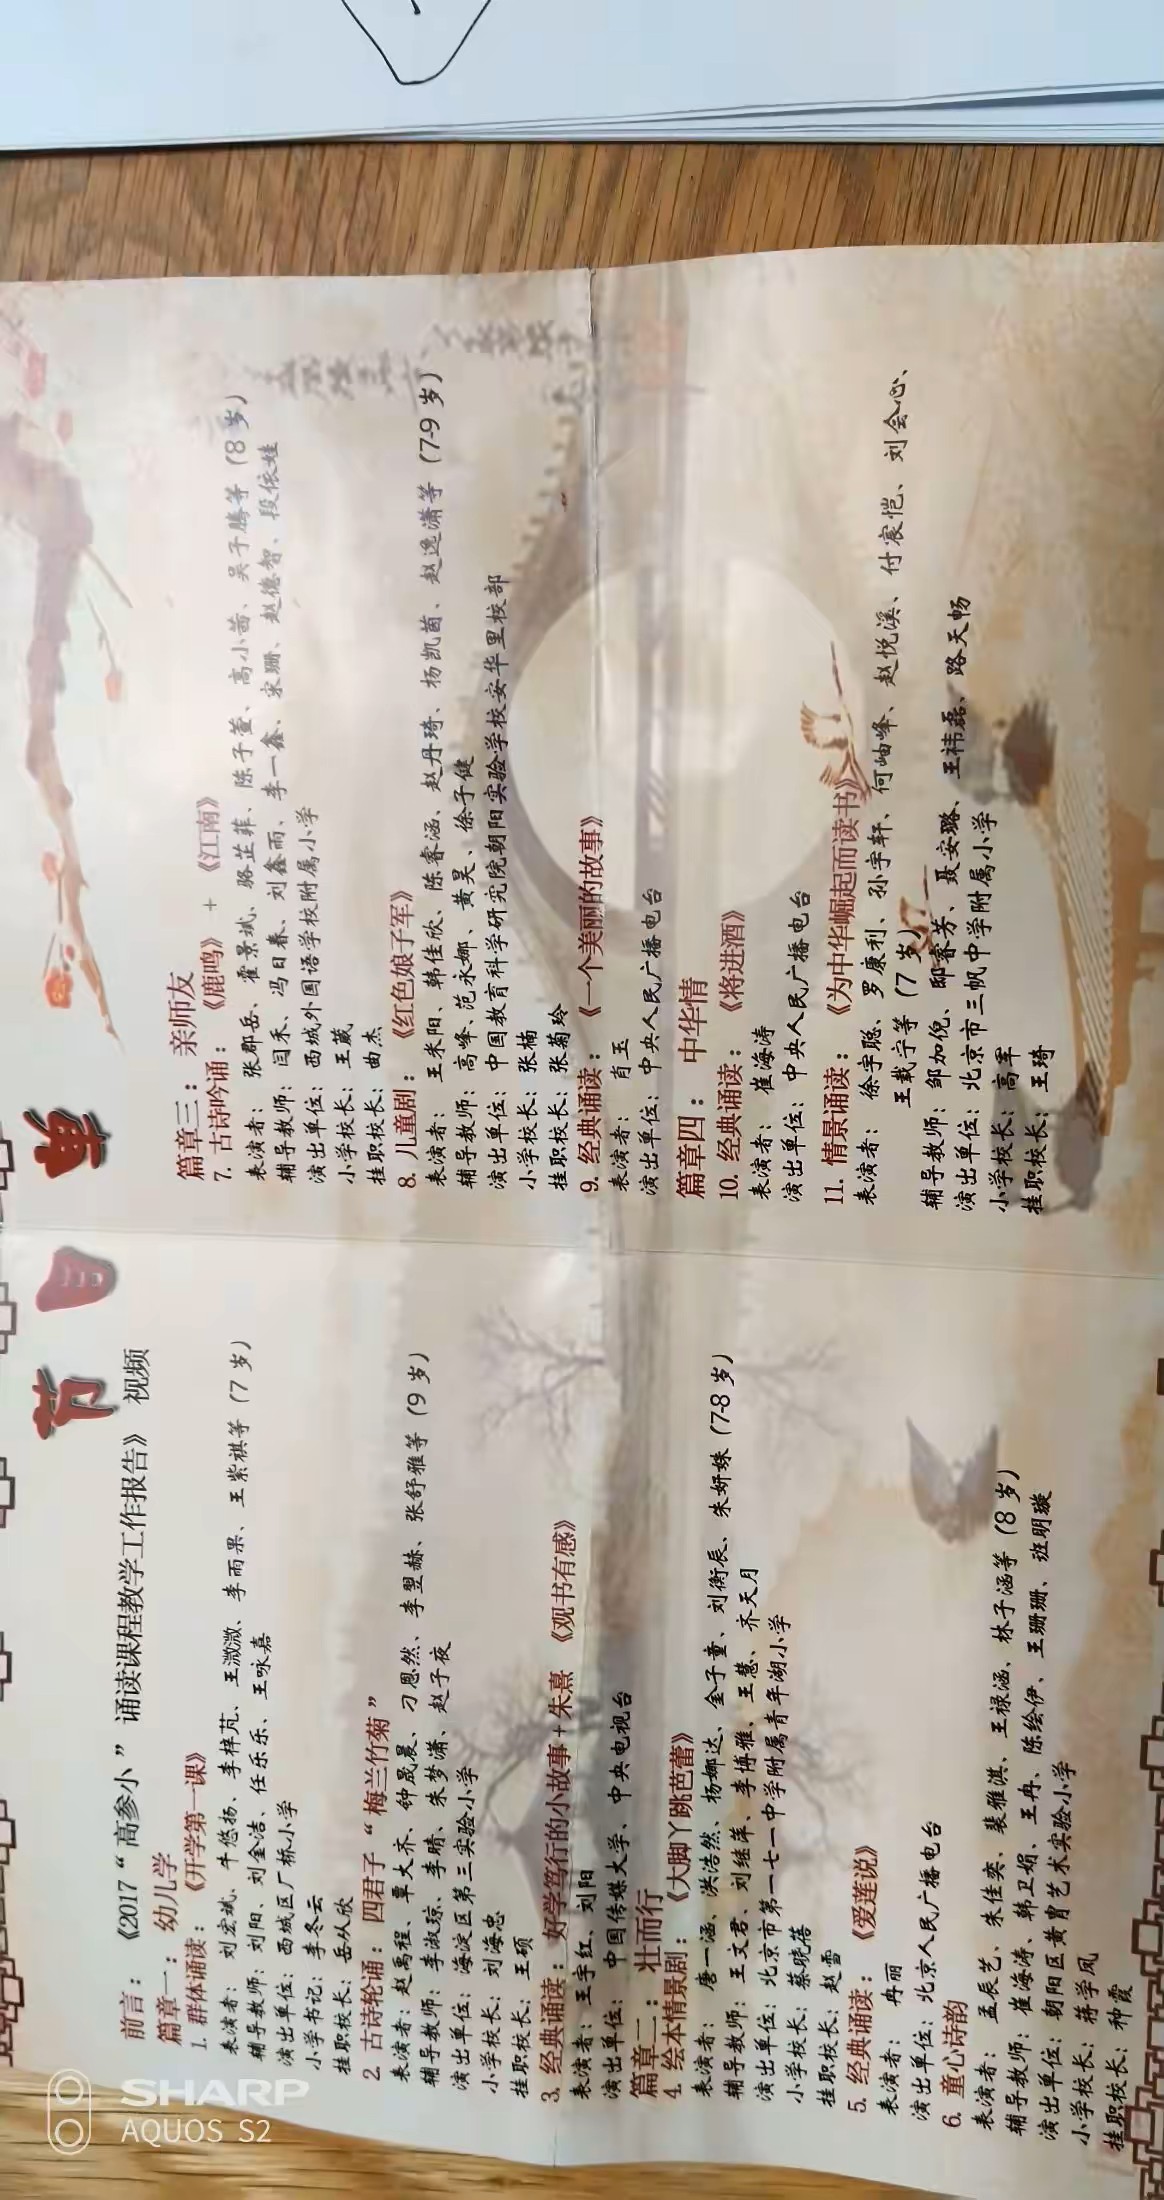 节目单
前言：《2017“高参小”诵读课程教学工作报告》 视频
篇章一：幼儿学
1. 群体诵读：《开学第一课》
表演者：刘宏斌、牛悠扬、李梓芃、王溦溦、李雨果、王紫祺等（7岁）
辅导教师：刘阳、刘金洁、任乐乐、王咏嘉
演出单位：西城区厂桥小学
小学书记：李冬云
挂职校长：岳从欣
2. 古诗轮诵：四君子“梅兰竹菊”
表演者：赵禹程、覃大齐、钟晟晨、刁恩然、李翌赫、张舒雅等（9岁）
辅导教师：李淑琼、李晴、朱梦潇、赵子夜
演出单位：海淀区第三实验小学
小学校长：刘海忠
挂职校长：王硕
3. 经典诵读：好学笃行的小故事+朱熹《观书有感》
表演者：王宇红、刘阳
演出单位：中国传媒大学、中央电视台
篇章二：壮而行
4. 绘本情景剧：《大脚丫跳芭蕾》
表演者：唐一涵、洪浩然、杨娜达、金子童、刘衡辰、朱妍姝（7-8岁）
辅导教师：王文君、刘继萍、李博雅、王慧、齐天月
演出单位：北京市第一七一中学附属青年湖小学
小学校长：蔡晓蓓
挂职校长：赵雪
5. 经典诵读：《爱莲说》
表演者：丹丽
演出单位：北京人民广播电台
6. 童心诗韵
表演者：孟辰艺、朱佳奕、裴雅淇、王禄涵、林子涵等（8岁）
辅导教师：崔海涛、韩卫娟、王冉、陈绘伊、王珊珊、班明璇
演出单位：朝阳区黄胄艺术实验小学
小学校长：蒋学凤
挂职校长：种霞
篇章三：亲师友
7. 古诗吟诵：《鹿鸣》+《江南》
表演者：张郡岳、霍景斌、骆芷菲、陈子萱、高小茜、吴子腾等（8岁）
辅导教师：闫禾、冯日春、刘鑫雨、李一鑫、宋珊、赵德智、段依娃
演出单位：西城外国语学校附属小学
小学校长：王葳
挂职校长：曲杰
8. 儿童剧：《红色娘子军》
表演者：王米阳、韩佳欣、陈睿涵、赵丹琦、杨凯茵、赵逸潇等（7-9岁）
辅导教师：高峰、范永娜、黄昊、徐子健
演出单位：中国教育科学研究院朝阳实验学校安华里校部
小学校长：张楠
挂职校长：张菊玲
9. 经典诵读：《一个美丽的故事》
表演者：肖玉
演出单位：中央人民广播电台
篇章四：中华情
10. 经典诵读：《将进酒》
表演者：崔海涛
演出单位：中央人民广播电台
11. 情景诵读：《为中华崛起而读书》
表演者：徐宇聪、罗康利、孙宇轩、何岫峰、赵悦溪、付宸恺、刘会心、
王载宁等（7岁）
辅导教师：邹加倪、邸睿芳、聂安璐、王祎磊、路天畅
演出单位：北京市三帆中学附属小学
小学校长：高军
挂职校长：王琦
SHARP
AQUOS S2